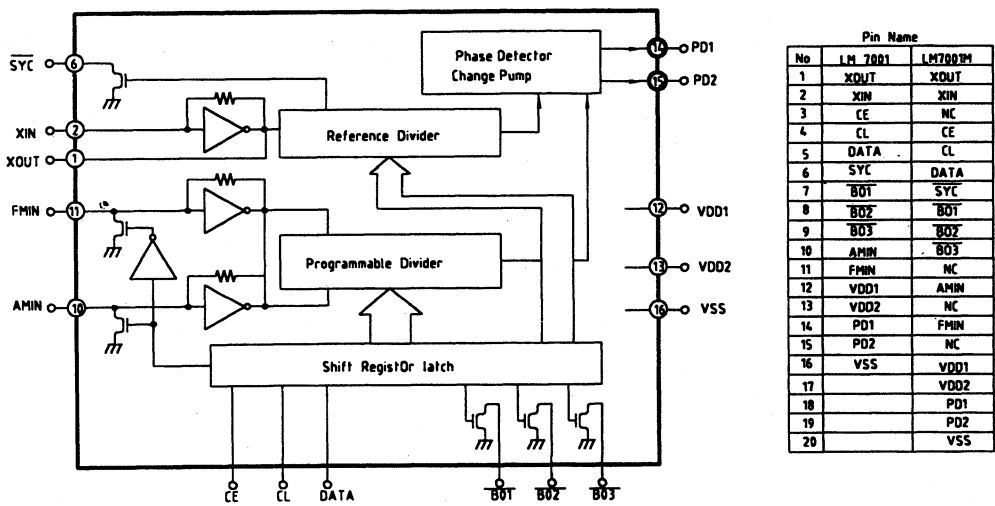 SYC
6
XIN
2
XOUT
1
FMIN
11
AMIN
10
Phase Detector
Change Pump
14
PD1
15
PD2
Reference Divider
Programmable Divider
12
VDD1
13
VDD2
16
VSS
Shift RegistOr latch
CE
CL
DATA
BO1
BO2
BO3
Pin Name
No LM 7001 LM7001M
1 XOUT XOUT
2 XIN XIN
3 CE NC
4 CL CE
5 DATA CL
6 SYC DATA
7 BO1 SYC
8 BO2 BO1
9 BO3 BO2
10 AMIN BO3
11 FMIN NC
12 VDD1 AMIN
13 VDD2 NC
14 PD1 FMIN
15 PD2 NC
16 VSS VDD1
17 VDD2
18 PD1
19 PD2
20 VSS